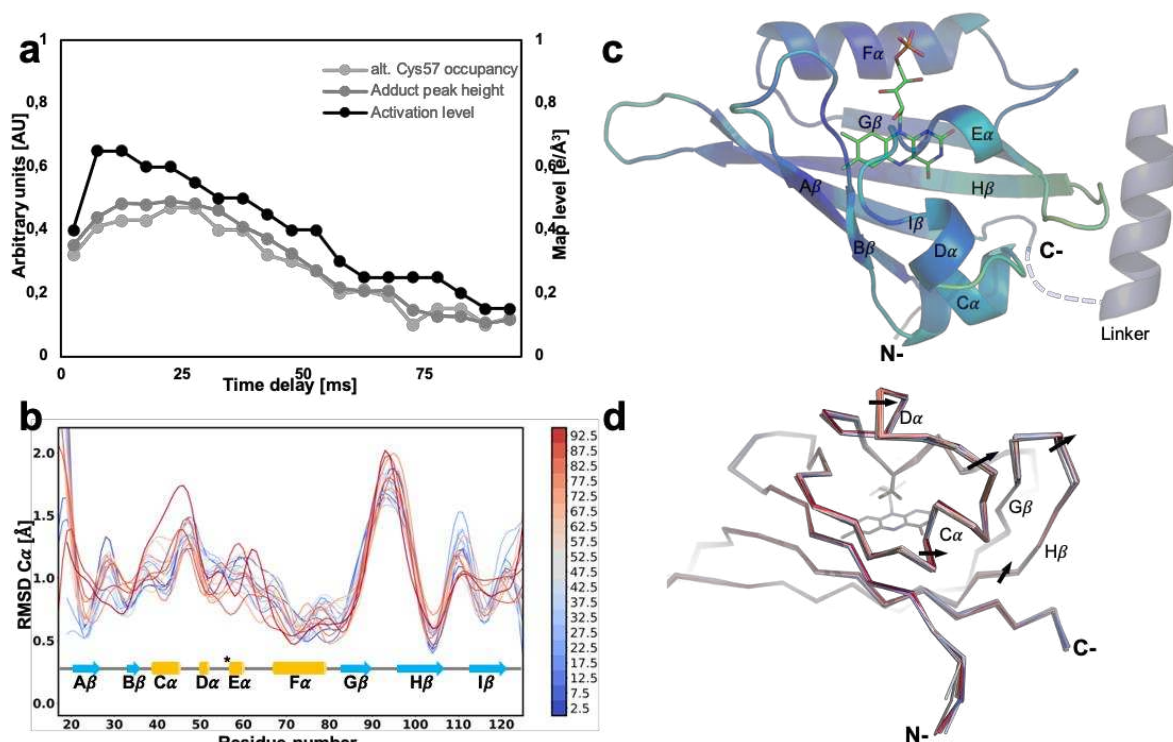 a
1
1
alt. Cys57 occupancy
Adduct peak height
Activation level
0,8
0,8
0,6
0,6
0,4
0,4
0,2
0,2
0
0
0
25
50
75
Arbitrary units [AU]
Map level [e/Å³]
Time delay [ms]
b
2.0
1.5
1.0
0.5
0.0
RMSD Cα [Å]
*
Aβ Bβ Cα Dα Eα Fα Gβ Hβ Iβ
20 30 40 50 60 70 80 90 100 110 120
92.5
87.5
82.5
77.5
72.5
67.5
62.5
57.5
52.5
47.5
42.5
37.5
32.5
27.5
22.5
17.5
12.5
7.5
2.5
c
Fα
Gβ
Eα
Aβ
Hβ
Iβ
Bβ
Dα
C-
Cα
Linker
N-
d
Dα
Gβ
Cα
Hβ
C-
N-